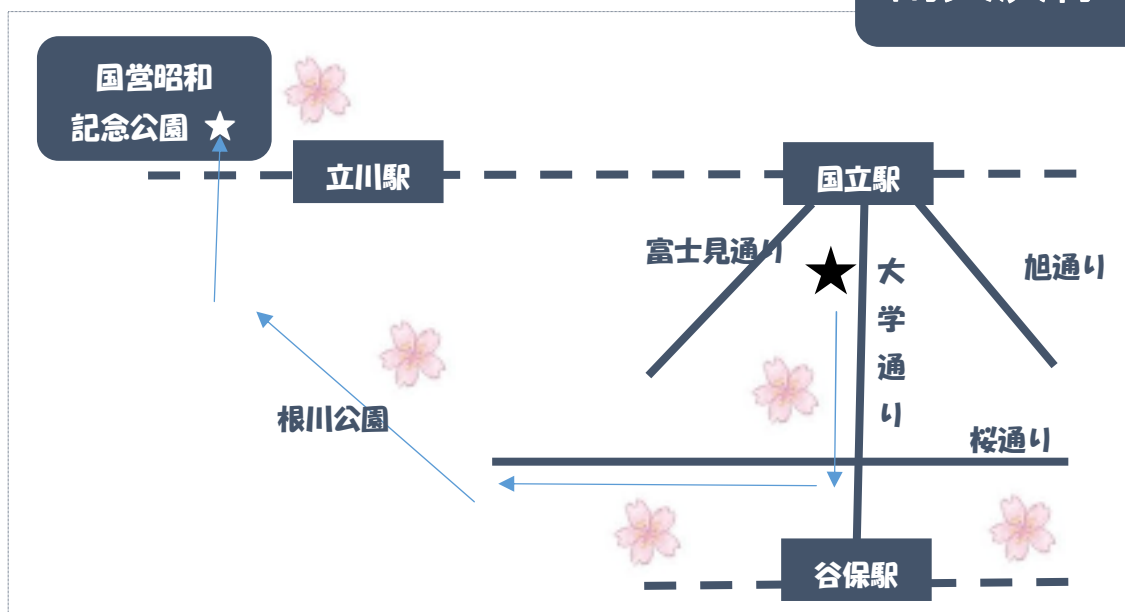 国営昭和
記念公園 ★
立川駅
国立駅
富士見通り
大学通り
旭通り
根川公園
桜通り
谷保駅